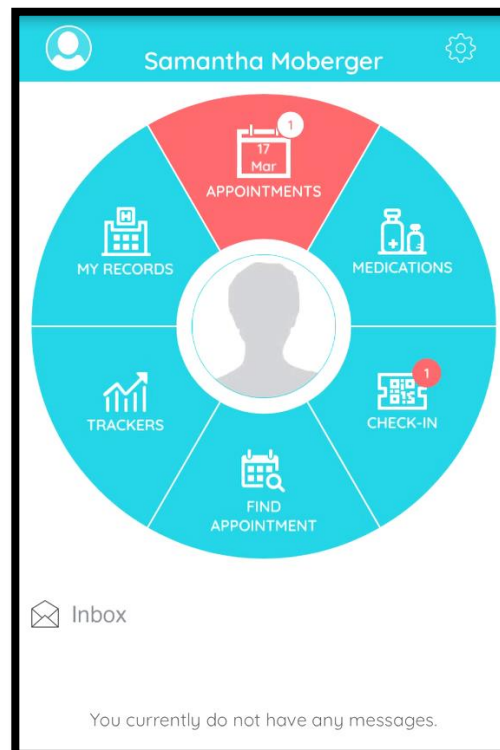 Samantha Moberger
1
17
Mar
APPOINTMENTS
H
MY RECORDS
MEDICATIONS
1
TRACKERS
CHECK-IN
FIND
APPOINTMENT
Inbox
You currently do not have any messages.